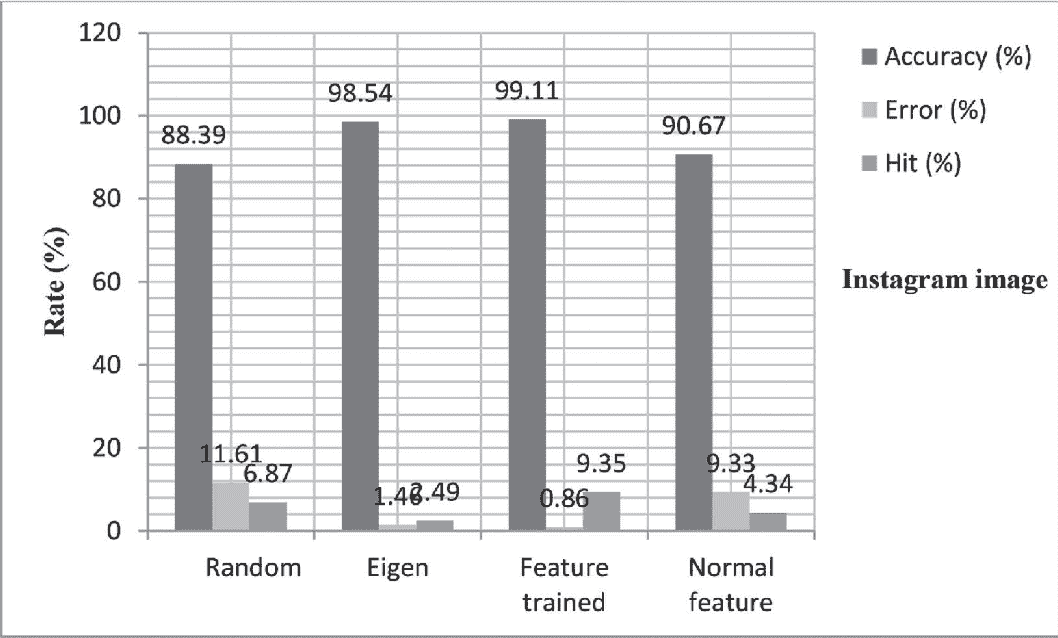 120
100
80
60
40
20
0
Rate (%)
88.39
11.61
6.87
98.54
1.46
2.49
99.11
0.86
9.35
90.67
9.33
4.34
Random
Eigen
Feature
trained
Normal
feature
Accuracy (%)
Error (%)
Hit (%)
Instagram image